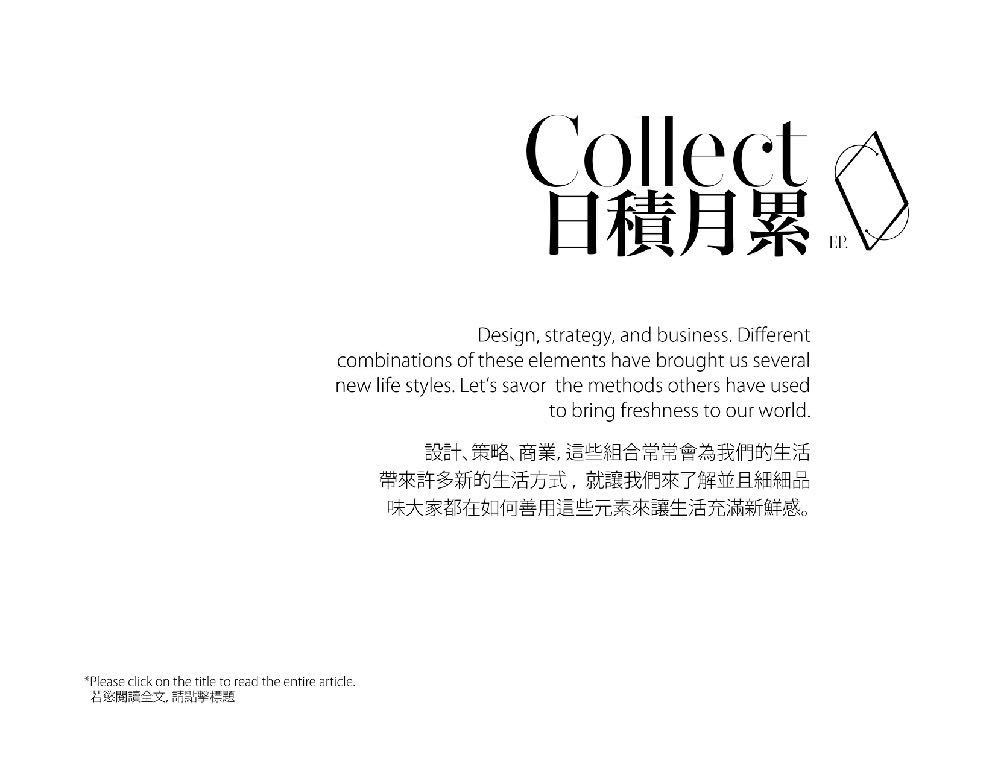 Collect
日積月累
EP.
Design, strategy, and business. Different
combinations of these elements have brought us several
new life styles. Let's savor  the methods others have used
to bring freshness to our world.
設計、策略、商業, 這些組合常常會為我們的生活
帶來許多新的生活方式 , 就讓我們來了解並且細細品
味大家都在如何善用這些元素來讓生活充滿新鮮感。
*Please click on the title to read the entire article.
若慾閱讀全文, 請點擊標題